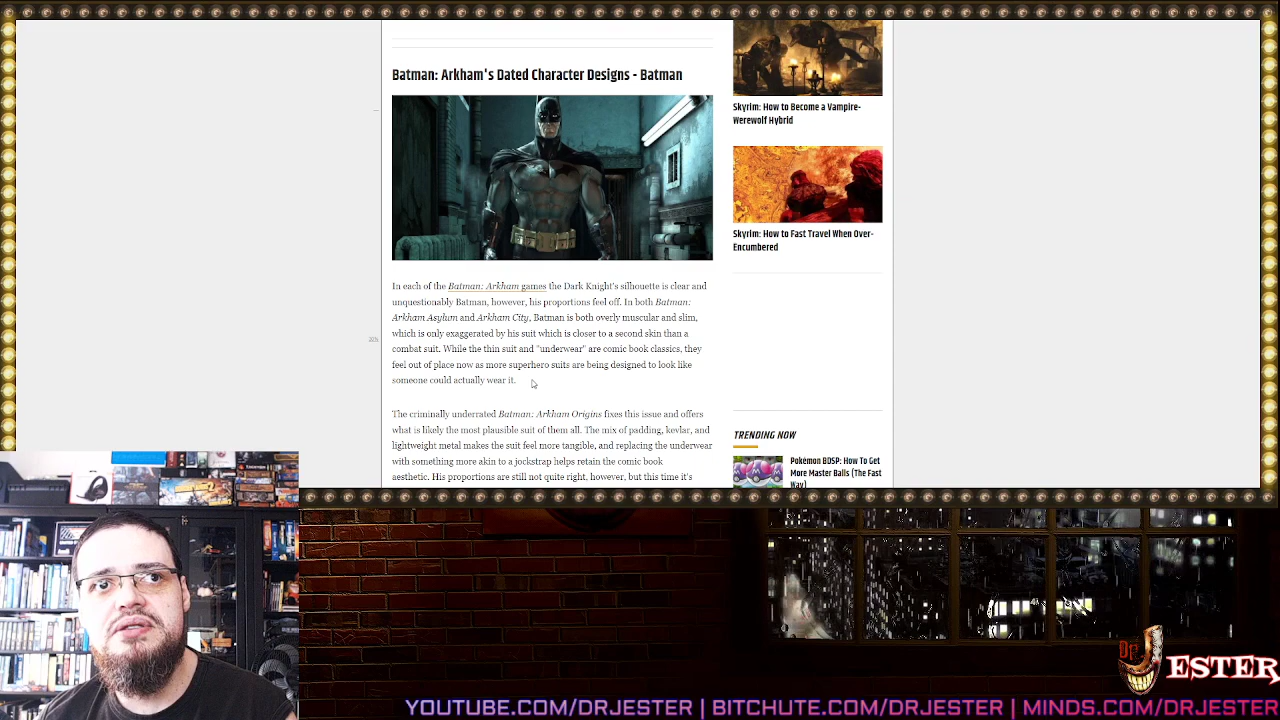 Batman: Arkham's Dated Character Designs - Batman
In each of the Batman: Arkham games the Dark Knight's silhouette is clear and
unquestionably Batman, however, his proportions feel off. In both Batman:
Arkham Asylum and Arkham City, Batman is both overly muscular and slim,
which is only exaggerated by his suit which is closer to a second skin than a
combat suit. While the thin suit and "underwear" are comic book classics, they
feel out of place now as more superhero suits are being designed to look like
someone could actually wear it.
The criminally underrated Batman: Arkham Origins fixes this issue and offers
what is likely the most plausible suit of them all. The mix of padding, kevlar, and
lightweight metal makes the suit feel more tangible, and replacing the underwear
with something more akin to a jockstrap helps retain the comic book
aesthetic. His proportions are still not quite right, however, but this time it's
Skyrim: How to Become a Vampire-
Werewolf Hybrid
Skyrim: How to Fast Travel When Over-
Encumbered
TRENDING NOW
Pokémon BDSP: How To Get
More Master Balls (The Fast
Way)
Dr.
JESTER
YOUTUBE.COM/DRJESTER | BITCHUTE.COM/DRJESTER | MINDS.COM/DRJESTER